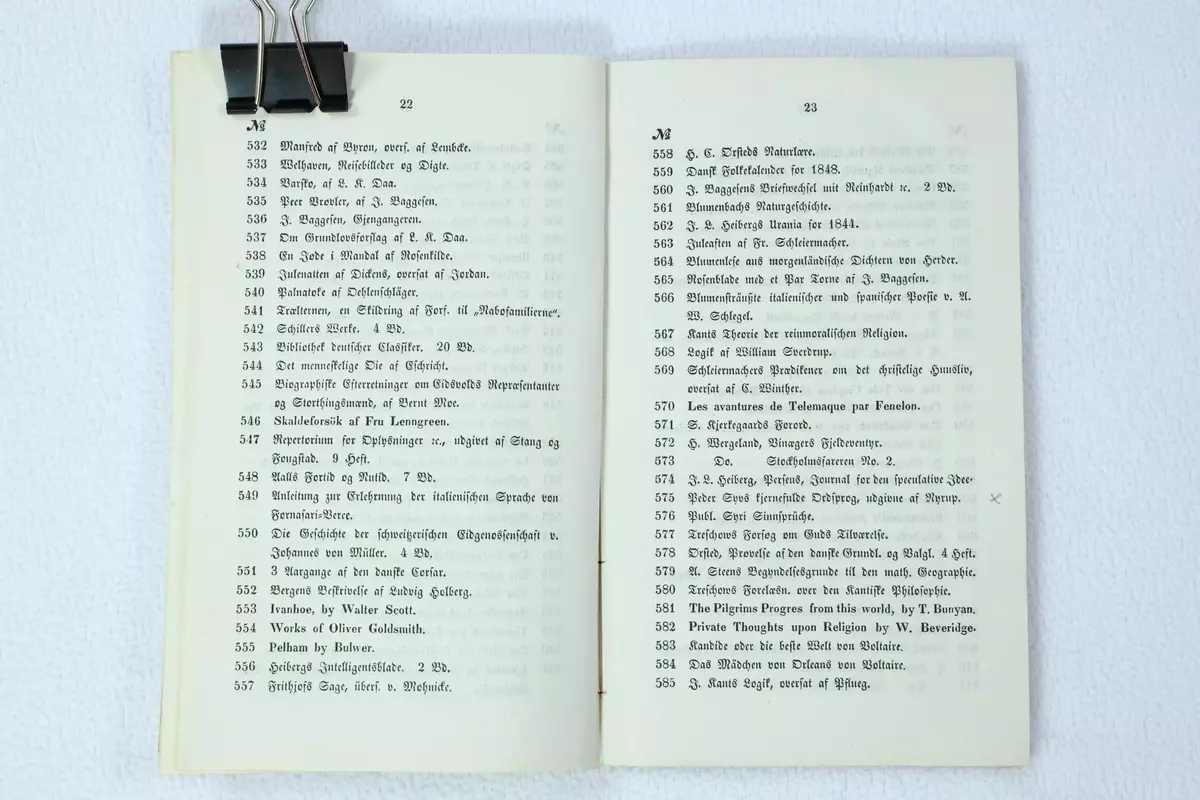 22
№
532 Manfred af Byron, overs. af Lembcke.
533 Welhaven, Reisebilleder og Digte.
534 Varsko, af L. K. Daa.
535 Peer Vrovler, af J. Baggesen.
536 J. Baggesen, Gjengangeren.
537 Om Grundlovsforslag af L. K. Daa.
538 En Jøde i Mandal af Rosenkilde.
539 Julenatten af Dickens, oversat af Jordan.
540 Palnatoke af Oehlenschläger.
541 Trælternen, en Skildring af Forf. til „Nabofamilierne“.
542 Schillers Werke. 4 Bd.
543 Bibliothek deutscher Classiker. 20 Bd.
544 Det menneskelige Øie af Eschricht.
545 Biographiske Efterretninger om Eidsvolds Repræsentanter
og Storthingsmænd, af Bernt Moe.
546 Skaldeforsök af Fru Lenngreen.
547 Repertorium for Oplysninger ꝛc., udgivet af Stang og
Fougstad. 9 Heft.
548 Aalls Fortid og Nutid. 7 Bd.
549 Anleitung zur Erlehrnung der italienischen Sprache von
Fornasari-Verce.
550 Die Geschichte der schweitzerischen Eidgenossenschaft v.
Johannes von Müller. 4 Bd.
551 3 Aargange af den danske Corsar.
552 Bergens Beskrivelse af Ludvig Holberg.
553 Ivanhoe, by Walter Scott.
554 Works of Oliver Goldsmith.
555 Pelham by Bulwer.
556 Heibergs Intelligentsblade. 2 Bd.
557 Frithjofs Sage, übers. v. Mohnicke.
23
№
558 H. C. Ørsteds Naturlære.
559 Dansk Folkekalender for 1848.
560 J. Baggesens Briefwechsel mit Reinhardt ꝛc. 2 Bd.
561 Blumenbachs Naturgeschichte.
562 J. L. Heibergs Urania for 1844.
563 Juleaften af Fr. Schleiermacher.
564 Blumenlese aus morgenländische Dichtern von Herder.
565 Rosenblade med et Par Torne af J. Baggesen.
566 Blumensträußte italienischer und spanischer Poesie v. A.
W. Schlegel.
567 Kants Theorie der reinmoralischen Religion.
568 Logik af William Sverdrup.
569 Schleiermachers Prædikener om det christelige Huusliv,
oversat af C. Winther.
570 Les avantures de Telemaque par Fenelon.
571 S. Kjerkegaards Forord.
572 H. Wergeland, Vinægers Fjeldeventyr.
573 Do. Stockholmsfareren No. 2.
574 J. L. Heiberg, Perseus, Journal for den speculative Idee.
575 Peder Syvs kjernefulde Ordsprog, udgivne af Nyrup. ×
576 Publ. Syri Sinnsprüche.
577 Treschows Forsøg om Guds Tilværelse.
578 Ørsted, Prøvelse af den danske Grundl. og Valgl. 4 Heft.
579 A. Steens Begyndelsesgrunde til den math. Geographie.
580 Treschows Forelæsn. over den Kantiske Philosophie.
581 The Pilgrims Progres from this world, by T. Bunyan.
582 Private Thoughts upon Religion by W. Beveridge.
583 Kandide oder die beste Welt von Voltaire.
584 Das Mädchen von Orleans von Voltaire.
585 J. Kants Logik, oversat af Pflueg.